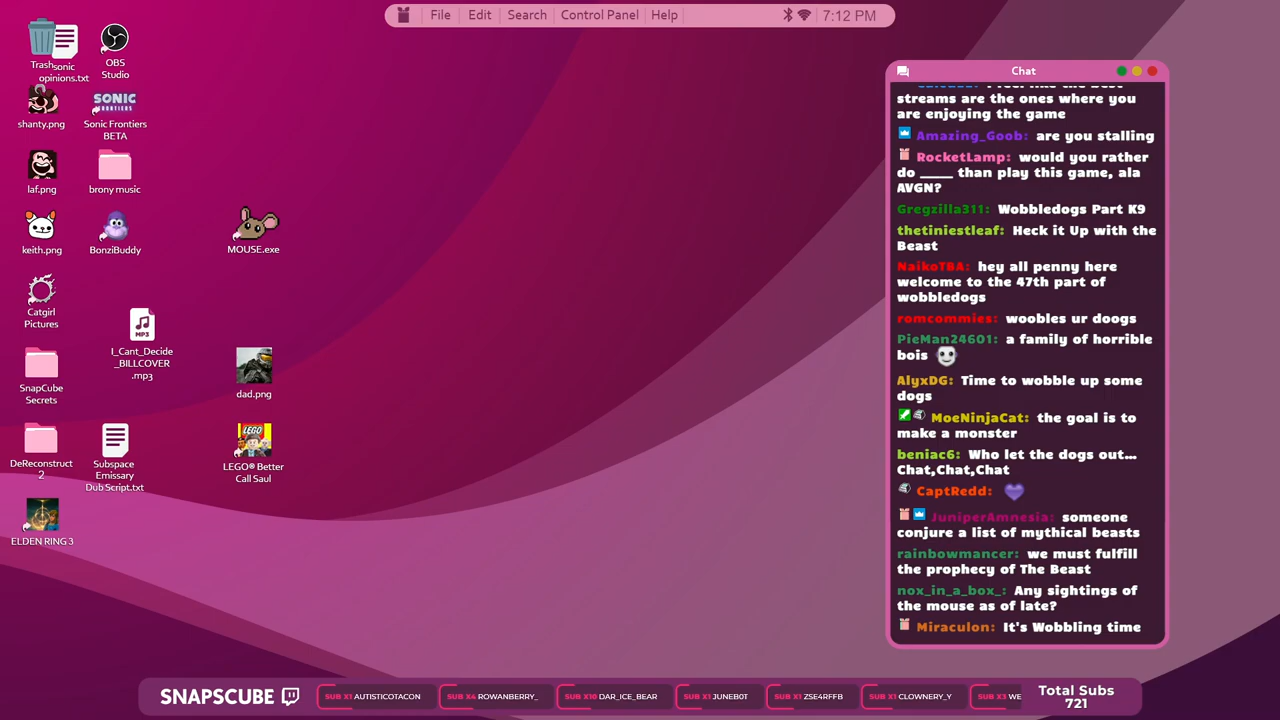 File Edit Search Control Panel Help 7:12 PM
Trash
sonic
opinions.txt
OBS
Studio
shanty.png
SONIC
FRONTIERS
Sonic Frontiers
BETA
laf.png
brony music
keith.png
BonziBuddy
MOUSE.exe
Catgirl
Pictures
MP3
I_Cant_Decide
_BILLCOVER
.mp3
SnapCube
Secrets
dad.png
DeReconstruct
2
Subspace
Emissary
Dub Script.txt
LEGO
LEGO® Better
Call Saul
ELDEN RING 3
Chat
streams are the ones where you
are enjoying the game
Amazing_Goob: are you stalling
RocketLamp: would you rather
do _____ than play this game, ala
AVGN?
Gregzilla311: Wobbledogs Part K9
thetiniestleaf: Heck it Up with the
Beast
NaikoTBA: hey all penny here
welcome to the 47th part of
wobbledogs
romcommies: woobles ur doogs
PieMan24601: a family of horrible
bois
AlyxDG: Time to wobble up some
dogs
MoeNinjaCat: the goal is to
make a monster
beniac6: Who let the dogs out...
Chat,Chat,Chat
CaptRedd:
JuniperAmnesia: someone
conjure a list of mythical beasts
rainbowmancer: we must fulfill
the prophecy of The Beast
nox_in_a_box_: Any sightings of
the mouse as of late?
Miraculon: It's Wobbling time
SNAPSCUBE
SUB X1 AUTISTICOTACON
SUB X4 ROWANBERRY_
SUB X10 DAR_ICE_BEAR
SUB X1 JUNEB0T
SUB X1 ZSE4RFFB
SUB X1 CLOWNERY_Y
SUB X3 WE
Total Subs
721